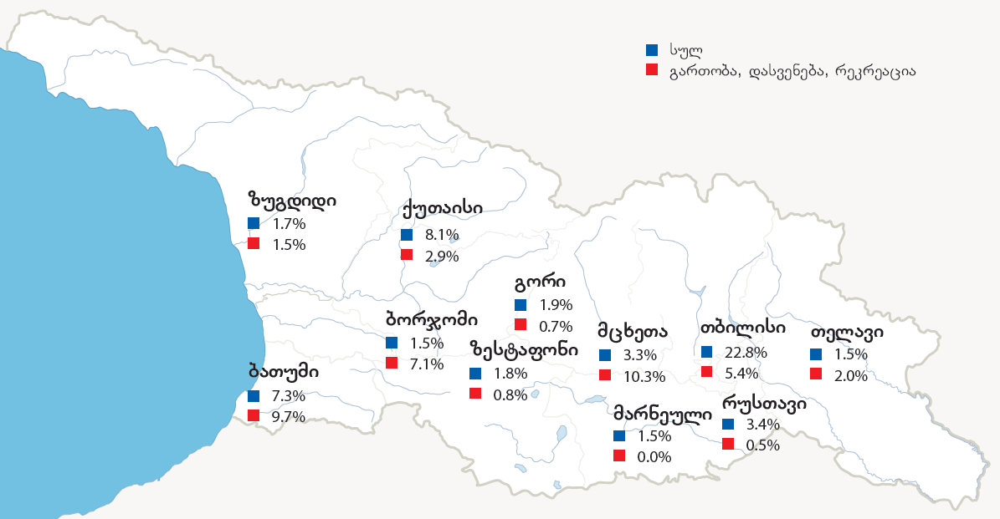 სულ
გართობა, დასვენება, რეკრეაცია
ზუგდიდი
1.7%
1.5%
ქუთაისი
8.1%
2.9%
გორი
1.9%
0.7%
ბორჯომი
1.5%
7.1%
ზესტაფონი
1.8%
0.8%
მცხეთა
3.3%
10.3%
თბილისი
22.8%
5.4%
თელავი
1.5%
2.0%
ბათუმი
7.3%
9.7%
მარნეული
1.5%
0.0%
რუსთავი
3.4%
0.5%